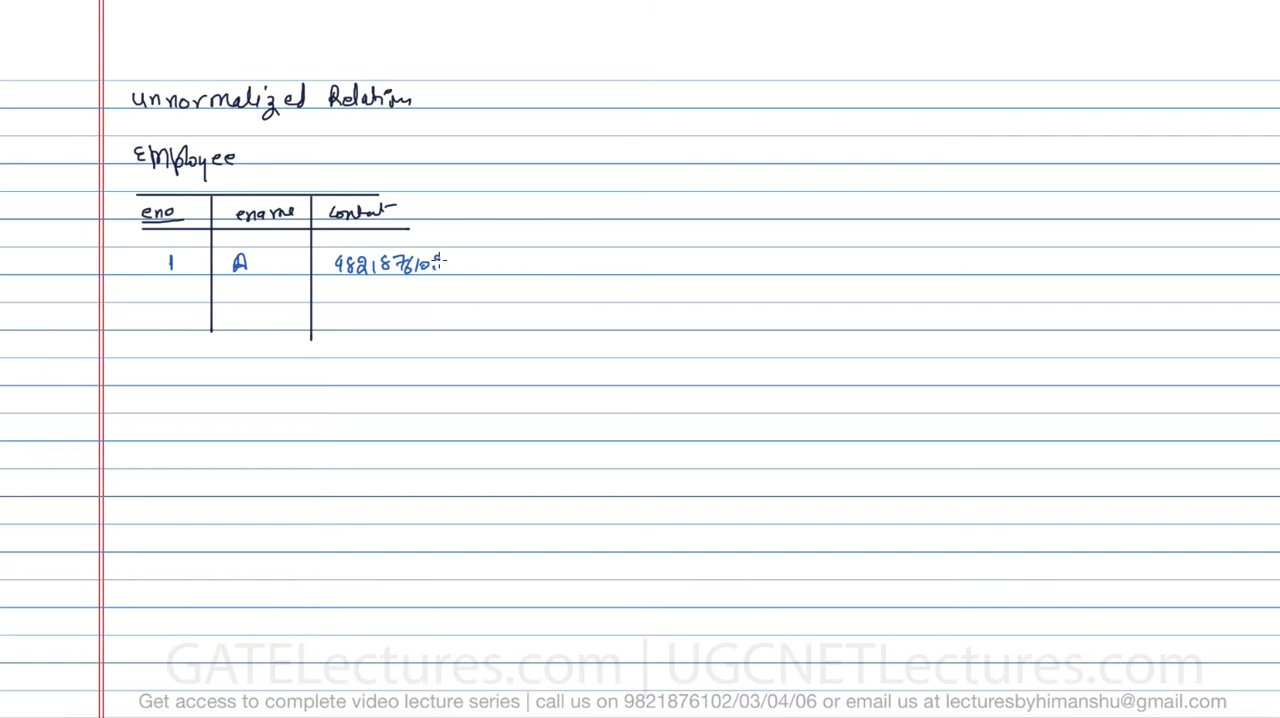 Unnormalized Relation
Employee
eno ename contact
1 A
GATELectures.com | UGCNETLectures.com
Get access to complete video lecture series | call us on 9821876102/03/04/06 or email us at lecturesbyhimanshu@gmail.com